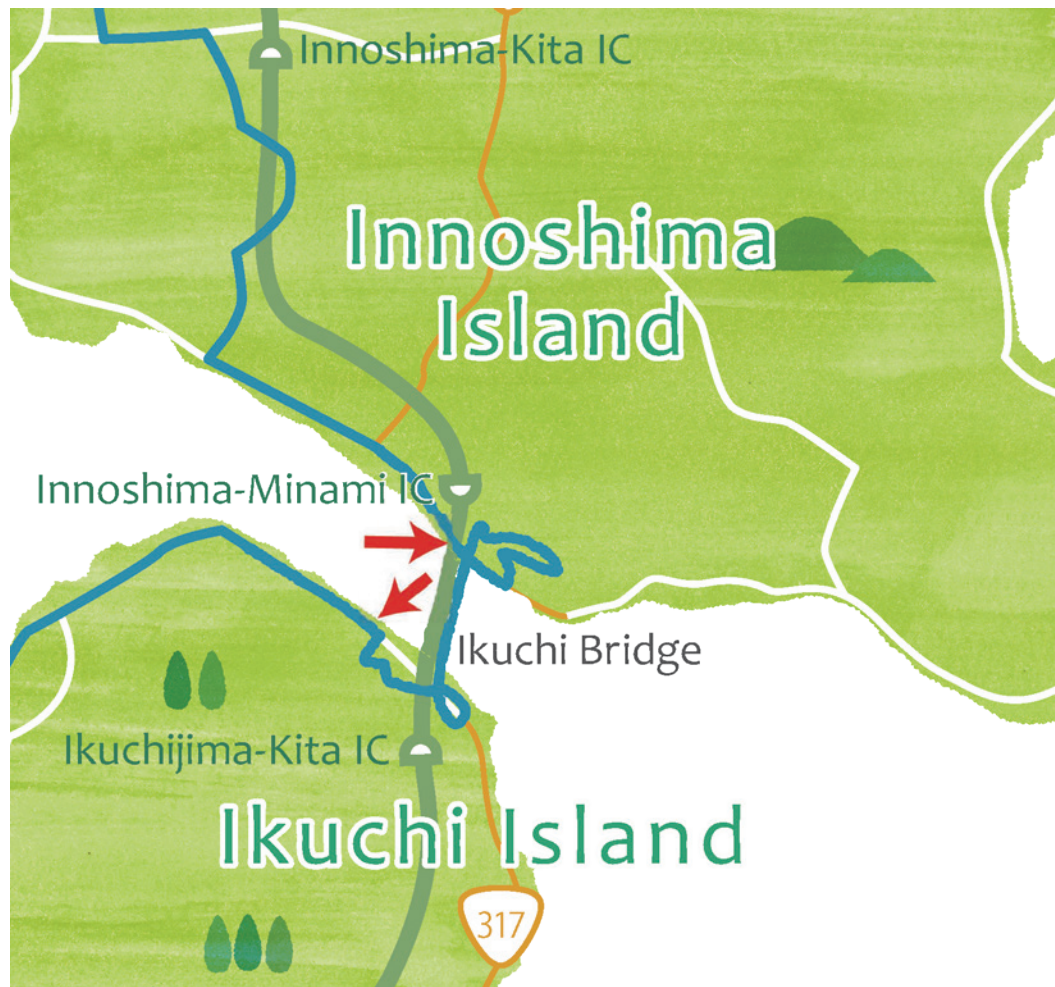 Innoshima-Kita IC
Innoshima
Island
Innoshima-Minami IC
Ikuchi Bridge
Ikuchijima-Kita IC
Ikuchi Island
317